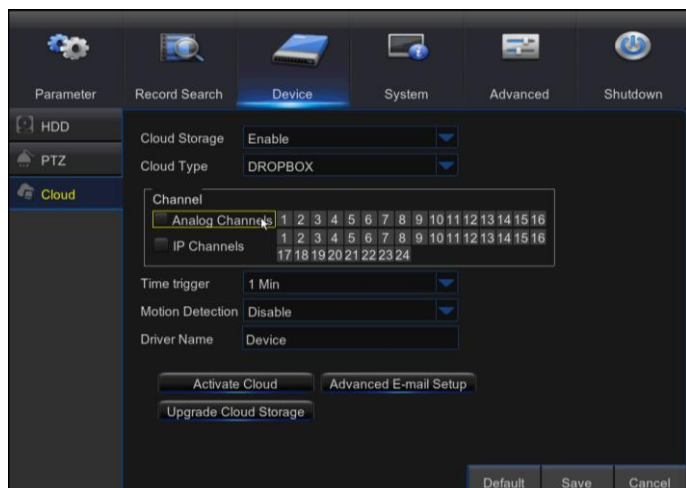 Parameter Record Search Device System Advanced Shutdown
HDD
PTZ
Cloud
Cloud Storage Enable
Cloud Type DROPBOX
Channel
Analog Channels 1 2 3 4 5 6 7 8 9 10 11 12 13 14 15 16
IP Channels 1 2 3 4 5 6 7 8 9 10 11 12 13 14 15 16
17 18 19 20 21 22 23 24
Time trigger 1 Min
Motion Detection Disable
Driver Name Device
Activate Cloud Advanced E-mail Setup
Upgrade Cloud Storage
Default Save Cancel